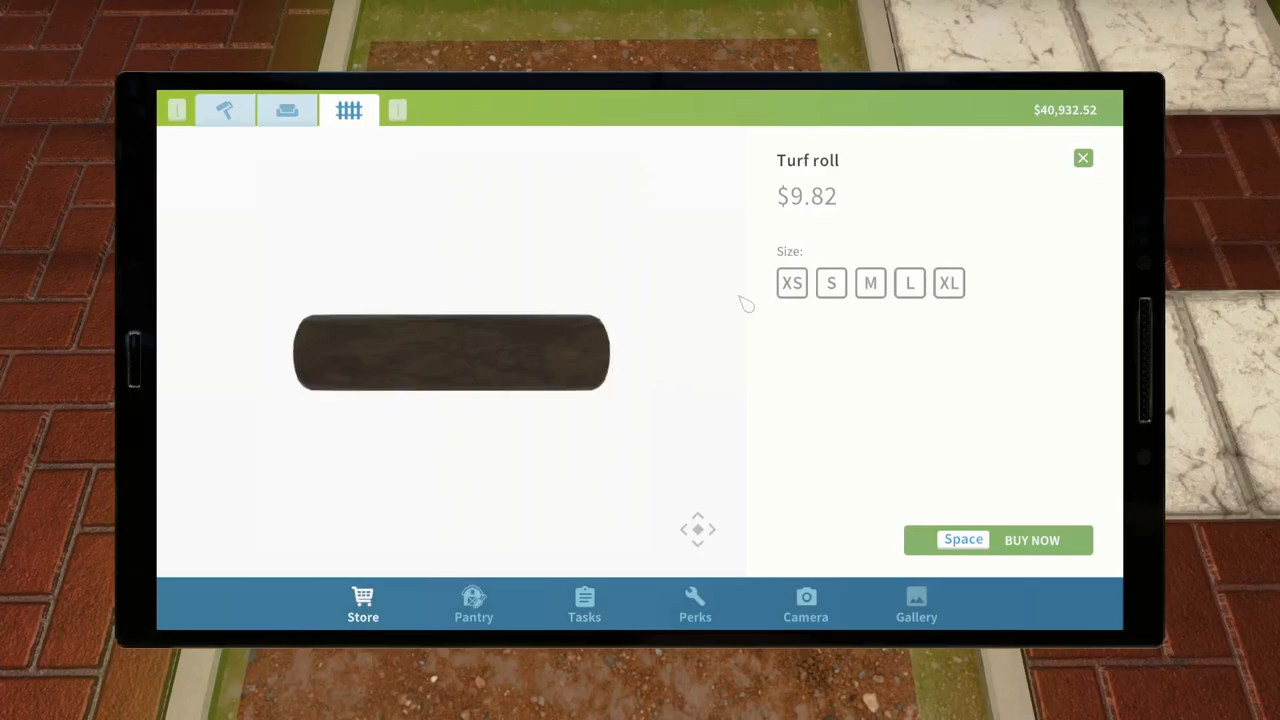 $40,932.52
Turf roll
$9.82
Size:
XS S M L XL
Space BUY NOW
Store Pantry Tasks Perks Camera Gallery